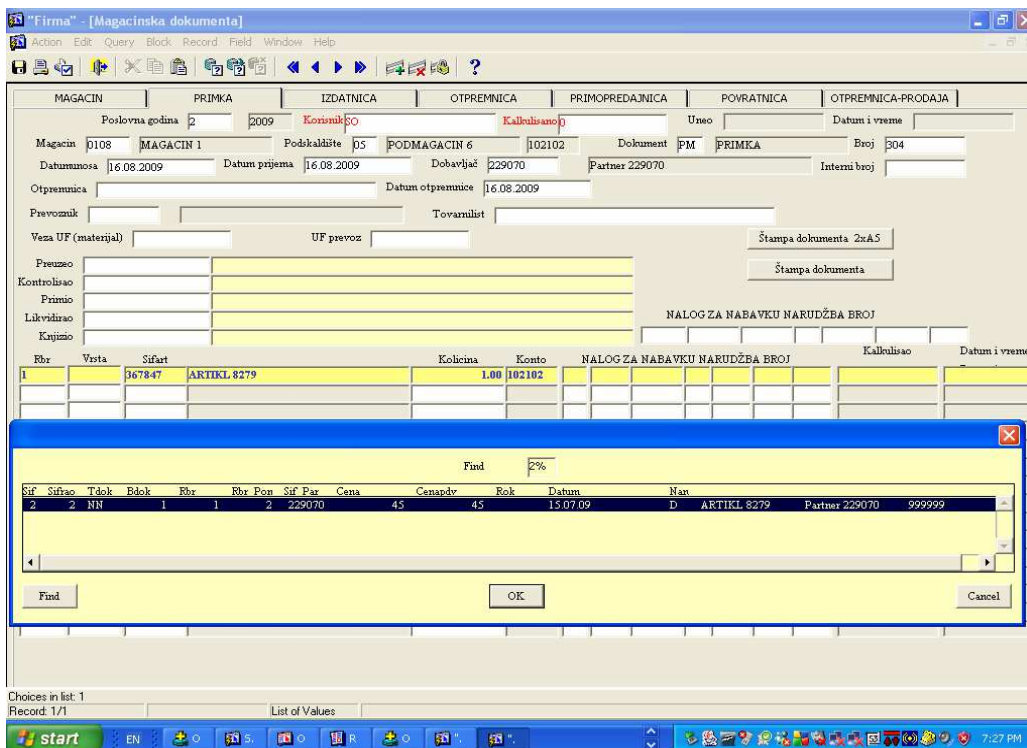 "Firma" - [Magacinska dokumenta]
Action Edit Query Block Record Field Window Help
MAGACIN PRIMKA IZDATNICA OTPREMNICA PRIMOPREDAJNICA POVRATNICA OTPREMNICA-PRODAJA
Poslovna godina 2 2009 Korisnik SO Kalkulisano 0 Uneo Datum i vreme
Magacin 0108 MAGACIN 1 Podskaldište 05 PODMAGACIN 6 102102 Dokument PM PRIMKA Broj 304
Datumunosa 16.08.2009 Datum prijema 16.08.2009 Dobavljač 229070 Partner 229070 Interni broj
Otpremnica Datum otpremnice 16.08.2009
Prevoznik Tovarnilist
Veza UF (materijal) UF prevoz Štampa dokumenta 2xA5
Preuzeo Štampa dokumenta
Kontrolisao
Primio
Likvidirao NALOG ZA NABAVKU NARUDŽBA BROJ
Knjizio
Rbr Vrsta Sifart Kolicina Konto NALOG ZA NABAVKU NARUDŽBA BROJ Kalkulisao Datum i vreme
1 367847 ARTIKL 8279 1.00 102102
Find 2%
Sif Sifrao Tdok Bdok Rbr Rbr Pon Sif Par Cena Cenapdv Rok Datum Nan
2 2 NN 1 1 2 229070 45 45 15.07.09 D ARTIKL 8279 Partner 229070 999999
Find OK Cancel
Choices in list: 1
Record: 1/1 List of Values
start EN O S. O R O ". ". 7:27 PM